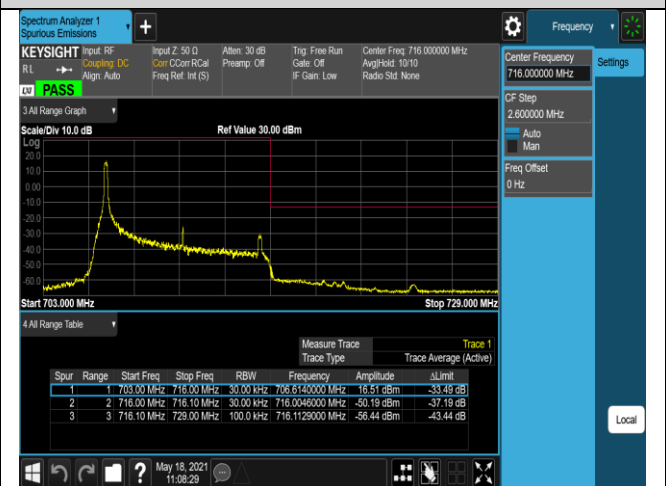 Spectrum Analyzer 1
Spurious Emissions
+
Frequency
KEYSIGHT Input: RF Input Z: 50 Ω Atten: 30 dB Trig: Free Run Center Freq: 716.000000 MHz
RL Coupling: DC Corr CCorr RCal Preamp: Off Gate: Off Avg|Hold: 10/10
Align: Auto Freq Ref: Int (S) IF Gain: Low Radio Std: None
LXI PASS
Center Frequency
716.000000 MHz
Settings
CF Step
2.600000 MHz
Auto
Man
Freq Offset
0 Hz
3 All Range Graph
Scale/Div 10.0 dB Ref Value 30.00 dBm
Log
20.0
10.0
0.00
-10.0
-20.0
-30.0
-40.0
-50.0
-60.0
Start 703.000 MHz Stop 729.000 MHz
4 All Range Table
Measure Trace Trace 1
Trace Type Trace Average (Active)
Spur Range Start Freq Stop Freq RBW Frequency Amplitude ΔLimit
1 1 703.00 MHz 716.00 MHz 30.00 kHz 706.6140000 MHz 16.51 dBm -33.49 dB
2 2 716.00 MHz 716.10 MHz 30.00 kHz 716.0046000 MHz -50.19 dBm -37.19 dB
3 3 716.10 MHz 729.00 MHz 100.0 kHz 716.1129000 MHz -56.44 dBm -43.44 dB
Local
? May 18, 2021
11:08:29